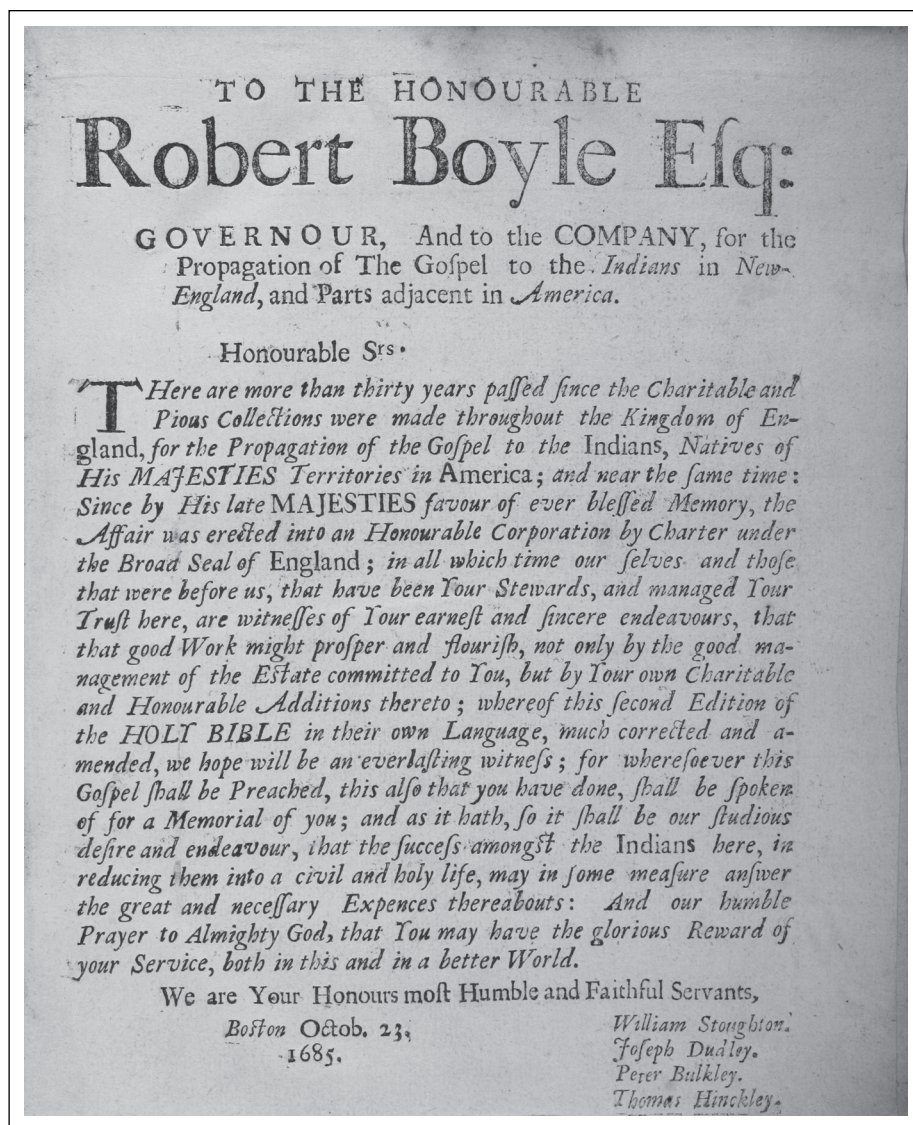 TO THE HONOURABLE
Robert Boyle Eſq:
GOVERNOUR, And to the COMPANY, for the
Propagation of The Goſpel to the Indians in New-
England, and Parts adjacent in America.
Honourable Srs.
THere are more than thirty years paſſed ſince the Charitable and
Pious Collections were made throughout the Kingdom of En-
gland, for the Propagation of the Goſpel to the Indians, Natives of
His MAJESTIES Territories in America; and near the ſame time:
Since by His late MAJESTIES favour of ever bleſſed Memory, the
Affair was erected into an Honourable Corporation by Charter under
the Broad Seal of England; in all which time our ſelves and thoſe
that were before us, that have been Your Stewards, and managed Your
Truſt here, are witneſſes of Your earneſt and ſincere endeavours, that
that good Work might proſper and flouriſh, not only by the good ma-
nagement of the Eſtate committed to You, but by Your own Charitable
and Honourable Additions thereto; whereof this ſecond Edition of
the HOLY BIBLE in their own Language, much corrected and a-
mended, we hope will be an everlaſting witneſs; for whereſoever this
Goſpel ſhall be Preached, this alſo that you have done, ſhall be ſpoken
of for a Memorial of you; and as it hath, ſo it ſhall be our ſtudious
deſire and endeavour, that the ſucceſs amongſt the Indians here, in
reducing them into a civil and holy life, may in ſome meaſure anſwer
the great and neceſſary Expences thereabouts: And our humble
Prayer to Almighty God, that You may have the glorious Reward of
your Service, both in this and in a better World.
We are Your Honours moſt Humble and Faithful Servants,
Boſton Octob. 23.
1685.
William Stoughton.
Joſeph Dudley.
Peter Bulkley.
Thomas Hinckley.